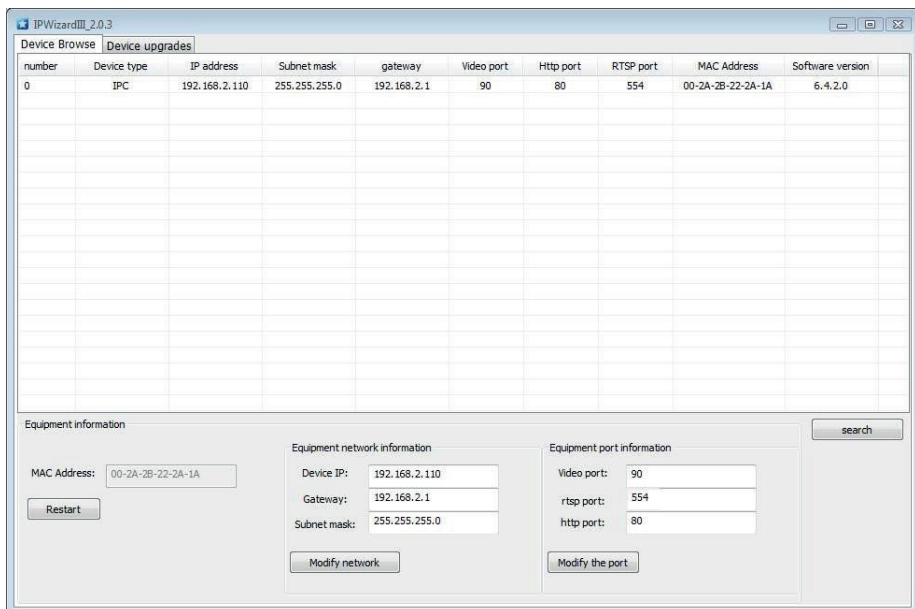 IPWizardIII_2.0.3
Device Browse Device upgrades
number Device type IP address Subnet mask gateway Video port Http port RTSP port MAC Address Software version
0 IPC 192.168.2.110 255.255.255.0 192.168.2.1 90 80 554 00-2A-2B-22-2A-1A 6.4.2.0
Equipment information
search
Equipment network information
Equipment port information
MAC Address: 00-2A-2B-22-2A-1A
Device IP: 192.168.2.110
Video port: 90
Restart
Gateway: 192.168.2.1
rtsp port: 554
Subnet mask: 255.255.255.0
http port: 80
Modify network
Modify the port